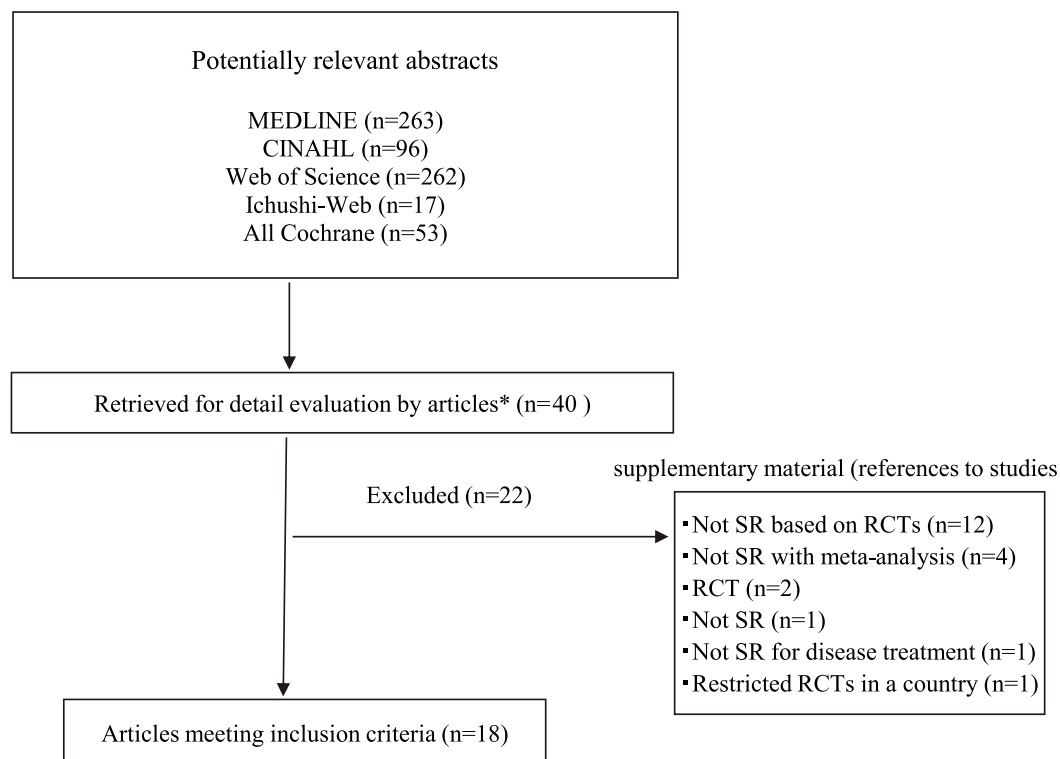 Potentially relevant abstracts
MEDLINE (n=263)
CINAHL (n=96)
Web of Science (n=262)
Ichushi-Web (n=17)
All Cochrane (n=53)
Retrieved for detail evaluation by articles* (n=40 )
supplementary material (references to studies
Excluded (n=22)
▪Not SR based on RCTs (n=12)
▪Not SR with meta-analysis (n=4)
▪RCT (n=2)
▪Not SR (n=1)
▪Not SR for disease treatment (n=1)
▪Restricted RCTs in a country (n=1)
Articles meeting inclusion criteria (n=18)